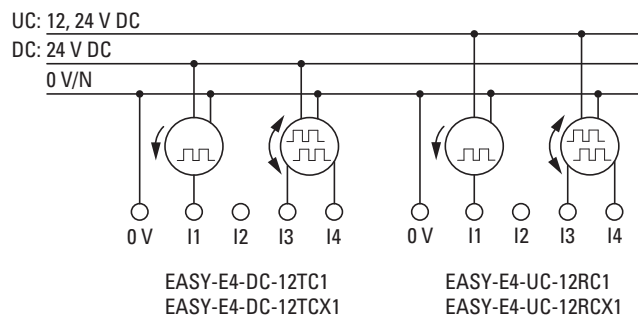 UC: 12, 24 V DC
DC: 24 V DC
0 V/N
0 V I1 I2 I3 I4 0 V I1 I2 I3 I4
EASY-E4-DC-12TC1 EASY-E4-UC-12RC1
EASY-E4-DC-12TCX1 EASY-E4-UC-12RCX1